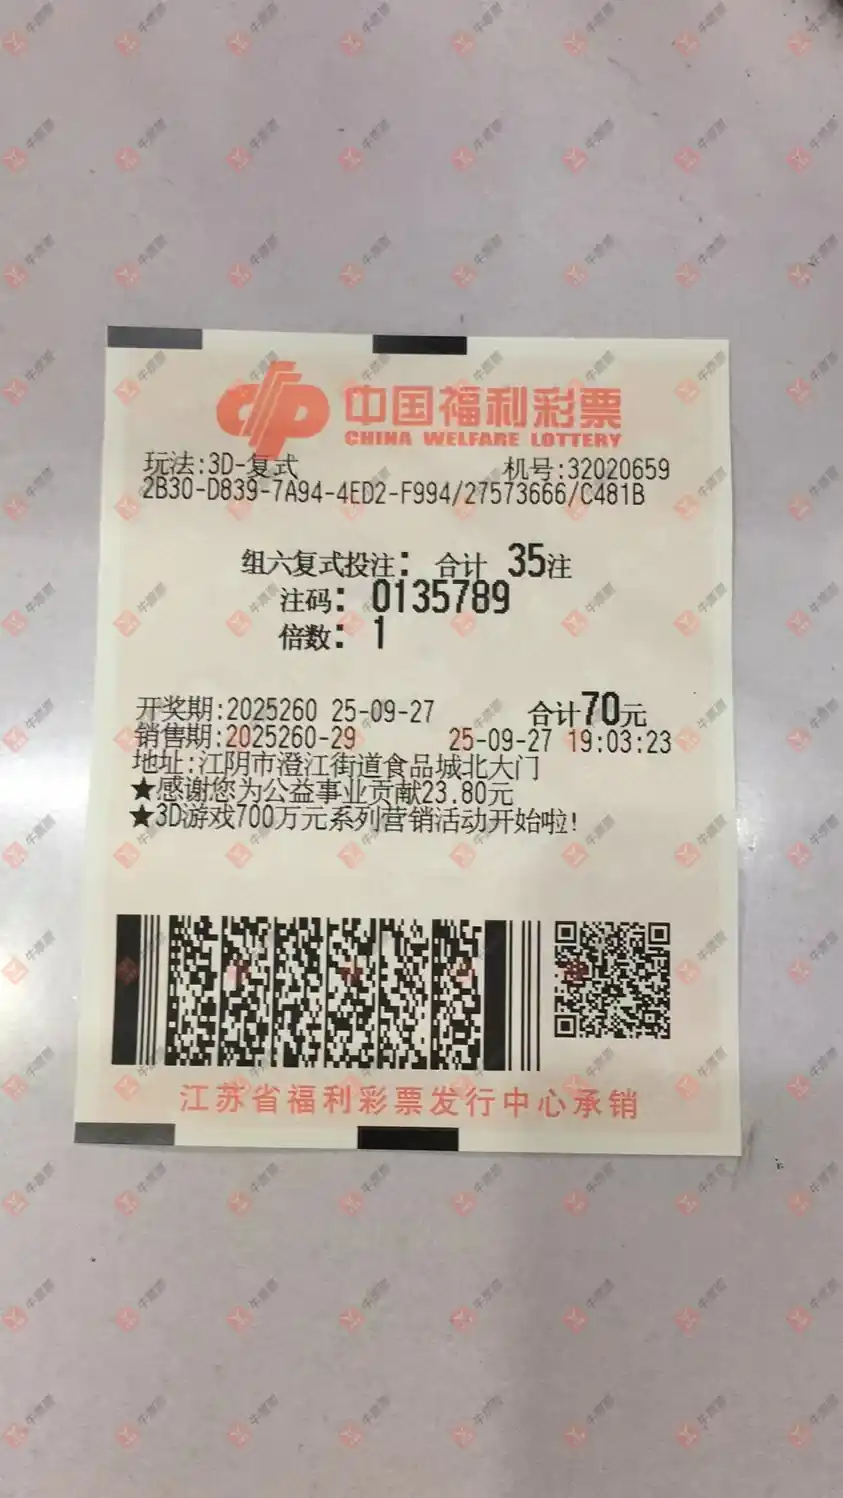 中国福利彩票
CHINA WELFARE LOTTERY
玩法:3D-复式 机号:32020659
2B30-D839-7A94-4ED2-F994/27573666/C481B
组六复式投注: 合计 35注
注码: 0135789
倍数: 1
开奖期:2025260 25-09-27 合计70元
销售期:2025260-29 25-09-27 19:03:23
地址:江阴市澄江街道食品城北大门
★感谢您为公益事业贡献23.80元
★3D游戏700万元系列营销活动开始啦!
江苏省福利彩票发行中心承销